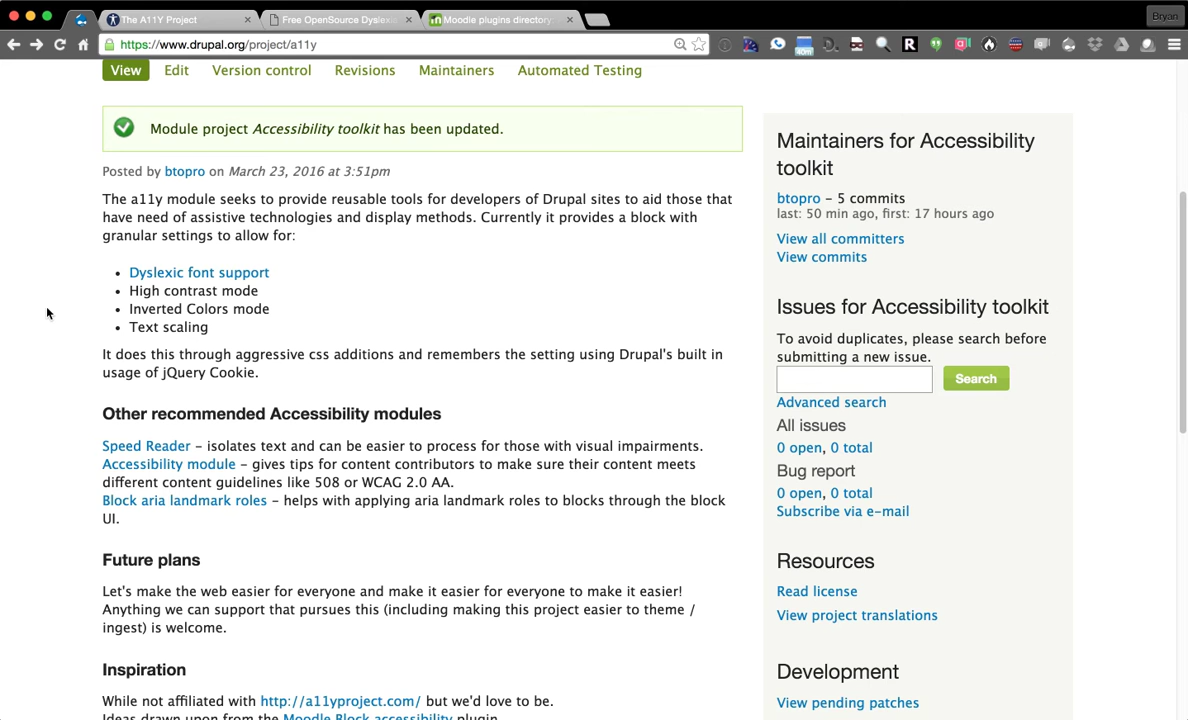 The A11Y Project
Free OpenSource Dyslexi
Moodle plugins directory:
Bryan
https://www.drupal.org/project/a11y
View Edit Version control Revisions Maintainers Automated Testing
Module project Accessibility toolkit has been updated.
Posted by btopro on March 23, 2016 at 3:51pm
The a11y module seeks to provide reusable tools for developers of Drupal sites to aid those that
have need of assistive technologies and display methods. Currently it provides a block with
granular settings to allow for:
• Dyslexic font support
• High contrast mode
• Inverted Colors mode
• Text scaling
It does this through aggressive css additions and remembers the setting using Drupal's built in
usage of jQuery Cookie.
Other recommended Accessibility modules
Speed Reader – isolates text and can be easier to process for those with visual impairments.
Accessibility module – gives tips for content contributors to make sure their content meets
different content guidelines like 508 or WCAG 2.0 AA.
Block aria landmark roles – helps with applying aria landmark roles to blocks through the block
UI.
Future plans
Let's make the web easier for everyone and make it easier for everyone to make it easier!
Anything we can support that pursues this (including making this project easier to theme /
ingest) is welcome.
Inspiration
While not affiliated with http://a11yproject.com/ but we'd love to be.
Ideas drawn upon from the Moodle Block accessibility plugin.
Maintainers for Accessibility
toolkit
btopro – 5 commits
last: 50 min ago, first: 17 hours ago
View all committers
View commits
Issues for Accessibility toolkit
To avoid duplicates, please search before
submitting a new issue.
Search
Advanced search
All issues
0 open, 0 total
Bug report
0 open, 0 total
Subscribe via e-mail
Resources
Read license
View project translations
Development
View pending patches